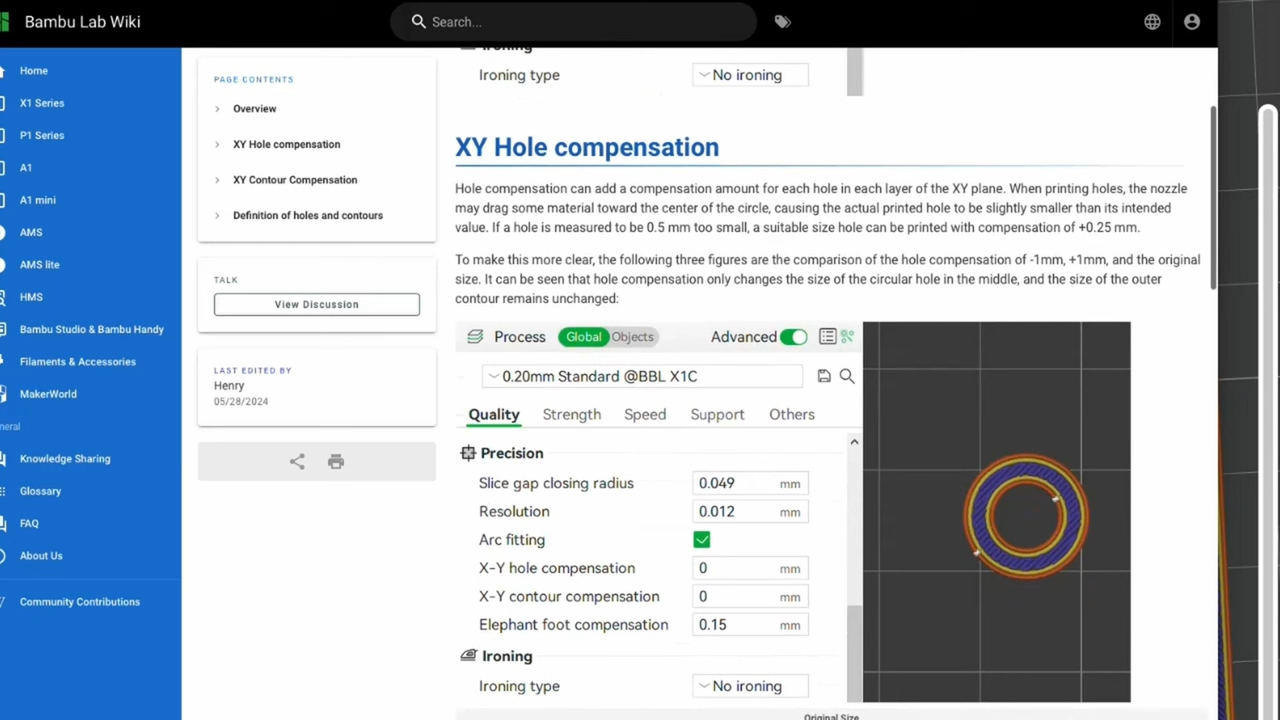 Bambu Lab Wiki
Search...
Home
X1 Series
P1 Series
A1
A1 mini
AMS
AMS lite
HMS
Bambu Studio & Bambu Handy
Filaments & Accessories
MakerWorld
neral
Knowledge Sharing
Glossary
FAQ
About Us
Community Contributions
PAGE CONTENTS
Overview
XY Hole compensation
XY Contour Compensation
Definition of holes and contours
TALK
View Discussion
LAST EDITED BY
Henry
05/28/2024
Ironing
Ironing type
No ironing
XY Hole compensation
Hole compensation can add a compensation amount for each hole in each layer of the XY plane. When printing holes, the nozzle
may drag some material toward the center of the circle, causing the actual printed hole to be slightly smaller than its intended
value. If a hole is measured to be 0.5 mm too small, a suitable size hole can be printed with compensation of +0.25 mm.
To make this more clear, the following three figures are the comparison of the hole compensation of -1mm, +1mm, and the original
size. It can be seen that hole compensation only changes the size of the circular hole in the middle, and the size of the outer
contour remains unchanged:
Process Global Objects Advanced
0.20mm Standard @BBL X1C
Quality Strength Speed Support Others
Precision
Slice gap closing radius 0.049 mm
Resolution 0.012 mm
Arc fitting
X-Y hole compensation 0 mm
X-Y contour compensation 0 mm
Elephant foot compensation 0.15 mm
Ironing
Ironing type No ironing
Original Size